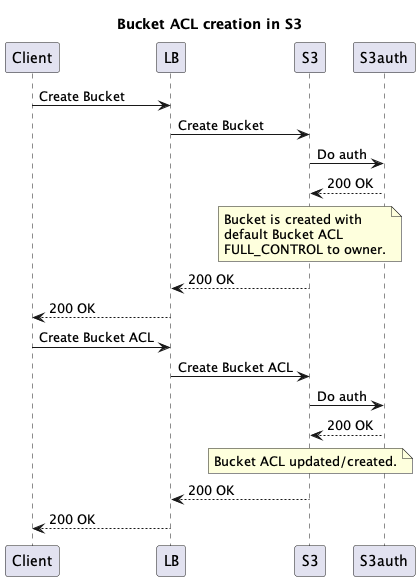 Bucket ACL creation in S3
Client LB S3 S3auth
Create Bucket
Create Bucket
Do auth
200 OK
Bucket is created with
default Bucket ACL
FULL_CONTROL to owner.
200 OK
200 OK
Create Bucket ACL
Create Bucket ACL
Do auth
200 OK
Bucket ACL updated/created.
200 OK
200 OK
Client LB S3 S3auth